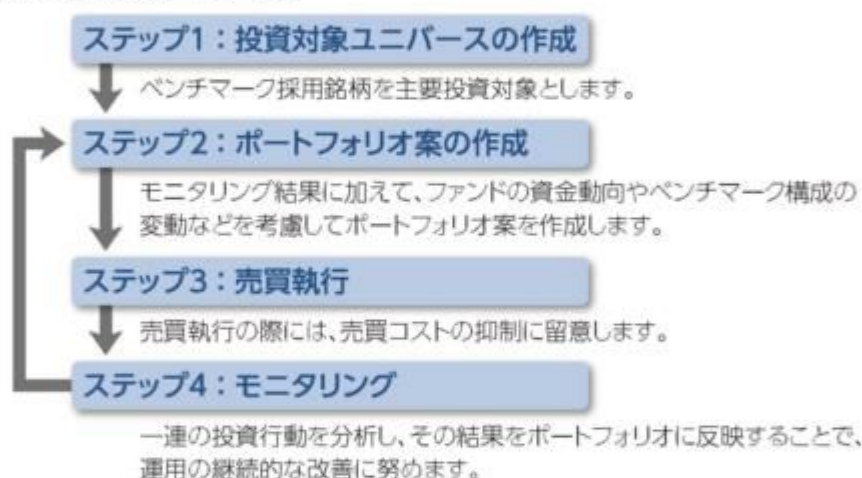 ステップ1：投資対象ユニバースの作成
ベンチマーク採用銘柄を主要投資対象とします。
ステップ2：ポートフォリオ案の作成
モニタリング結果に加えて、ファンドの資金動向やベンチマーク構成の
変動などを考慮してポートフォリオ案を作成します。
ステップ3：売買執行
売買執行の際には、売買コストの抑制に留意します。
ステップ4：モニタリング
一連の投資行動を分析し、その結果をポートフォリオに反映することで、
運用の継続的な改善に努めます。